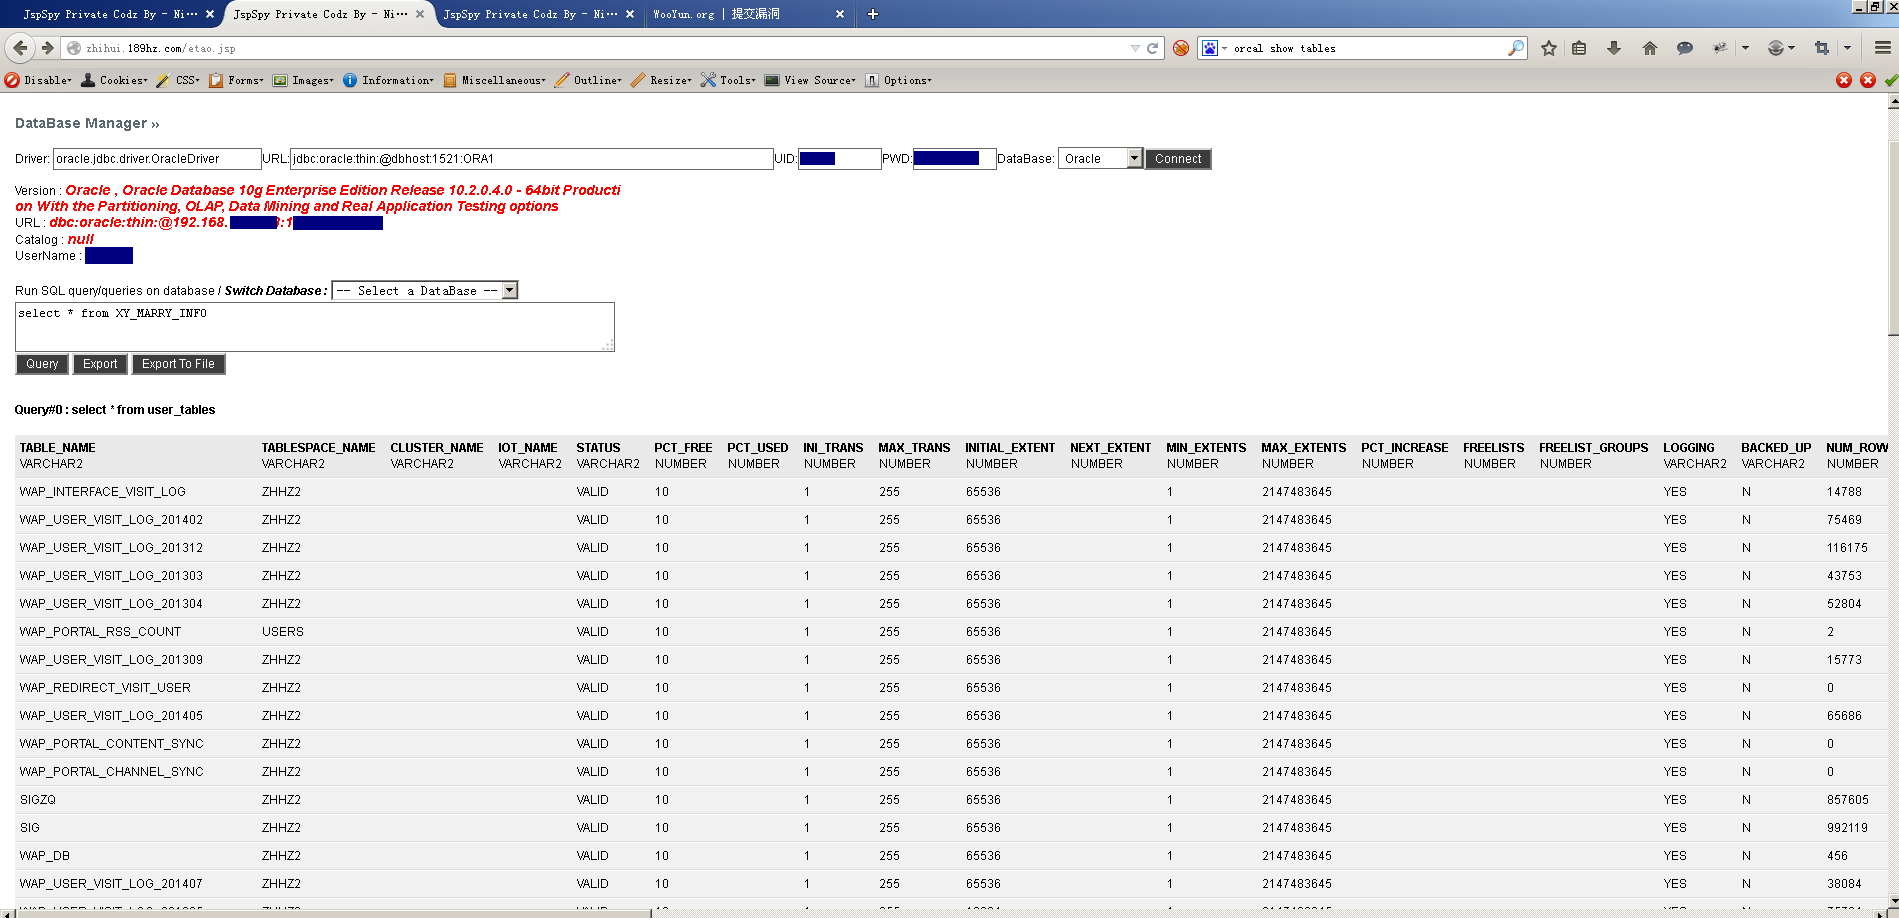 JspSpy Private Codz By - Ni··· JspSpy Private Codz By - Ni··· JspSpy Private Codz By - Ni··· WooYun.org | 提交漏洞
zhihui.189hz.com/etao.jsp orcal show tables
Disable Cookies CSS Forms Images Information Miscellaneous Outline Resize Tools View Source Options
DataBase Manager »
Driver: oracle.jdbc.driver.OracleDriver URL: jdbc:oracle:thin:@dbhost:1521:ORA1 UID: PWD: DataBase: Oracle Connect
Version : Oracle , Oracle Database 10g Enterprise Edition Release 10.2.0.4.0 - 64bit Producti
on With the Partitioning, OLAP, Data Mining and Real Application Testing options
URL : dbc:oracle:thin:@192.168. :1
Catalog : null
UserName :
Run SQL query/queries on database / Switch Database : -- Select a DataBase --
select * from XY_MARRY_INFO
Query Export Export To File
Query#0 : select * from user_tables
TABLE_NAME TABLESPACE_NAME CLUSTER_NAME IOT_NAME STATUS PCT_FREE PCT_USED INI_TRANS MAX_TRANS INITIAL_EXTENT NEXT_EXTENT MIN_EXTENTS MAX_EXTENTS PCT_INCREASE FREELISTS FREELIST_GROUPS LOGGING BACKED_UP NUM_ROW
VARCHAR2 VARCHAR2 VARCHAR2 VARCHAR2 VARCHAR2 NUMBER NUMBER NUMBER NUMBER NUMBER NUMBER NUMBER NUMBER NUMBER NUMBER NUMBER VARCHAR2 VARCHAR2 NUMBER
WAP_INTERFACE_VISIT_LOG ZHHZ2 VALID 10 1 255 65536 1 2147483645 YES N 14788
WAP_USER_VISIT_LOG_201402 ZHHZ2 VALID 10 1 255 65536 1 2147483645 YES N 75469
WAP_USER_VISIT_LOG_201312 ZHHZ2 VALID 10 1 255 65536 1 2147483645 YES N 116175
WAP_USER_VISIT_LOG_201303 ZHHZ2 VALID 10 1 255 65536 1 2147483645 YES N 43753
WAP_USER_VISIT_LOG_201304 ZHHZ2 VALID 10 1 255 65536 1 2147483645 YES N 52804
WAP_PORTAL_RSS_COUNT USERS VALID 10 1 255 65536 1 2147483645 YES N 2
WAP_USER_VISIT_LOG_201309 ZHHZ2 VALID 10 1 255 65536 1 2147483645 YES N 15773
WAP_REDIRECT_VISIT_USER ZHHZ2 VALID 10 1 255 65536 1 2147483645 YES N 0
WAP_USER_VISIT_LOG_201405 ZHHZ2 VALID 10 1 255 65536 1 2147483645 YES N 65686
WAP_PORTAL_CONTENT_SYNC ZHHZ2 VALID 10 1 255 65536 1 2147483645 YES N 0
WAP_PORTAL_CHANNEL_SYNC ZHHZ2 VALID 10 1 255 65536 1 2147483645 YES N 0
SIGZQ ZHHZ2 VALID 10 1 255 65536 1 2147483645 YES N 857605
SIG ZHHZ2 VALID 10 1 255 65536 1 2147483645 YES N 992119
WAP_DB ZHHZ2 VALID 10 1 255 65536 1 2147483645 YES N 456
WAP_USER_VISIT_LOG_201407 ZHHZ2 VALID 10 1 255 65536 1 2147483645 YES N 38084